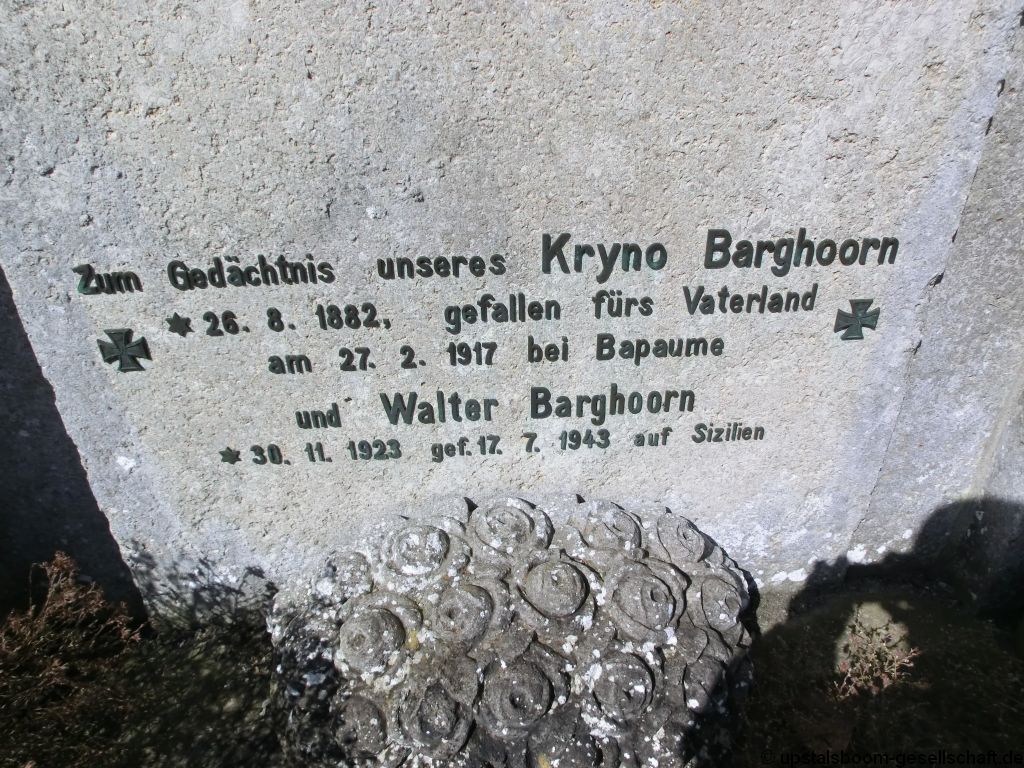 Zum Gedächtnis unseres Kryno Barghoorn
* 26. 8. 1882, gefallen fürs Vaterland
am 27. 2. 1917 bei Bapaume
und Walter Barghoorn
* 30. 11. 1923 gef. 17. 7. 1943 auf Sizilien
© upstalsboom-gesellschaft.de